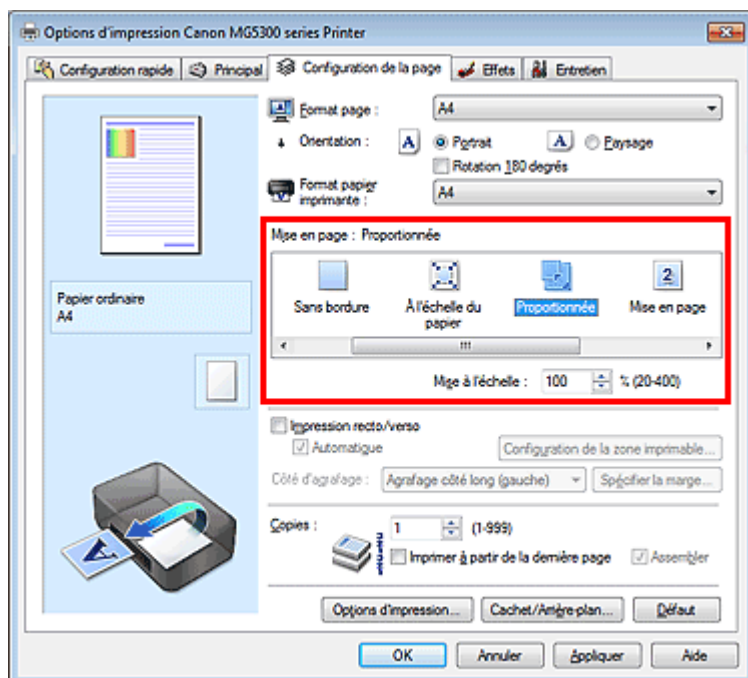 Options d'impression Canon MG5300 series Printer
Configuration rapide Principal Configuration de la page Effets Entretien
Format page : A4
Orientation : A Portrait A Paysage
Rotation 180 degrés
Format papier imprimante : A4
Mise en page : Proportionnée
Sans bordure À l'échelle du papier Proportionnée Mise en page
Papier ordinaire
A4
Mise à l'échelle : 100 % (20-400)
Impression recto/verso
Automatique Configuration de la zone imprimable...
Côté d'agrafage : Agrafage côté long (gauche) Spécifier la marge...
Copies : 1 (1-999)
Imprimer à partir de la dernière page Assembler
Options d'impression... Cachet/Arrière-plan... Défaut
OK Annuler Appliquer Aide